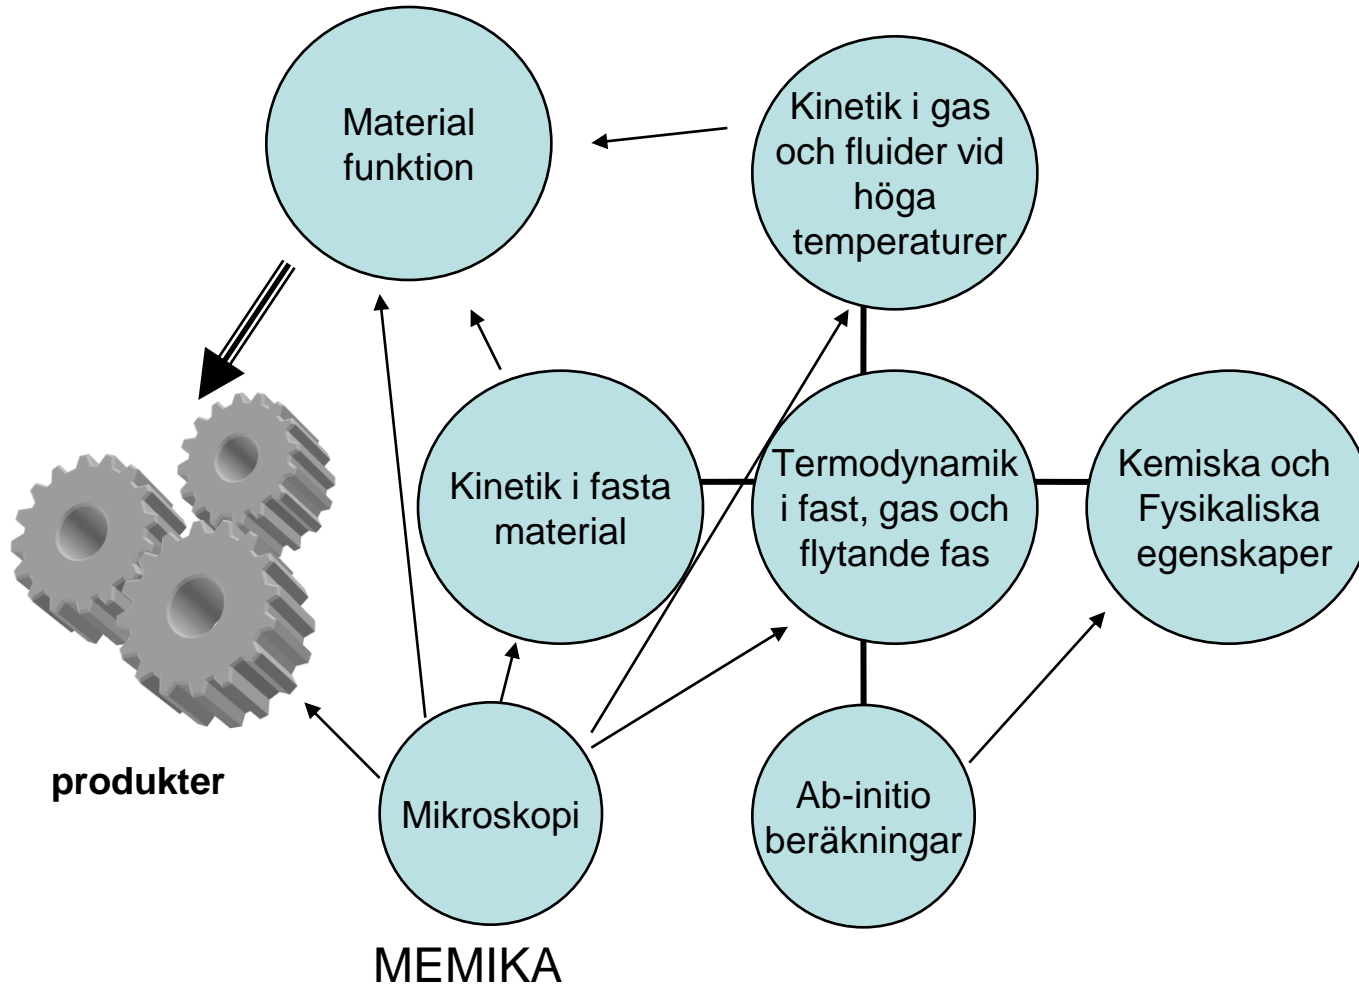 Material
funktion
Kinetik i gas
och fluider vid
höga
temperaturer
Kinetik i fasta
material
Termodynamik
i fast, gas och
flytande fas
Kemiska och
Fysikaliska
egenskaper
produkter
Mikroskopi
Ab-initio
beräkningar
MEMIKA